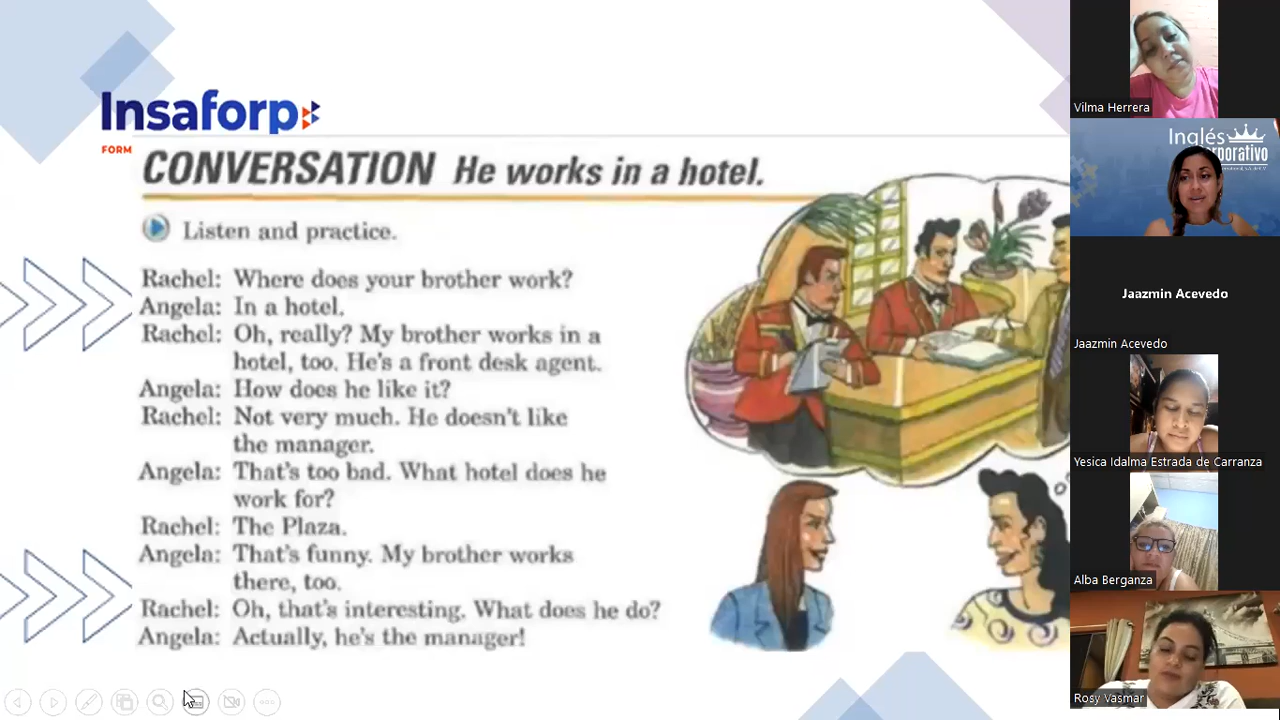 Insaforp
FORM
CONVERSATION He works in a hotel.
Listen and practice.
Rachel: Where does your brother work?
Angela: In a hotel.
Rachel: Oh, really? My brother works in a
hotel, too. He's a front desk agent.
Angela: How does he like it?
Rachel: Not very much. He doesn't like
the manager.
Angela: That's too bad. What hotel does he
work for?
Rachel: The Plaza.
Angela: That's funny. My brother works
there, too.
Rachel: Oh, that's interesting. What does he do?
Angela: Actually, he's the manager!
Vilma Herrera
Inglés
rporativo
Jaazmin Acevedo
Jaazmin Acevedo
Yesica Idalma Estrada de Carranza
Alba Berganza
Rosy Vasmar